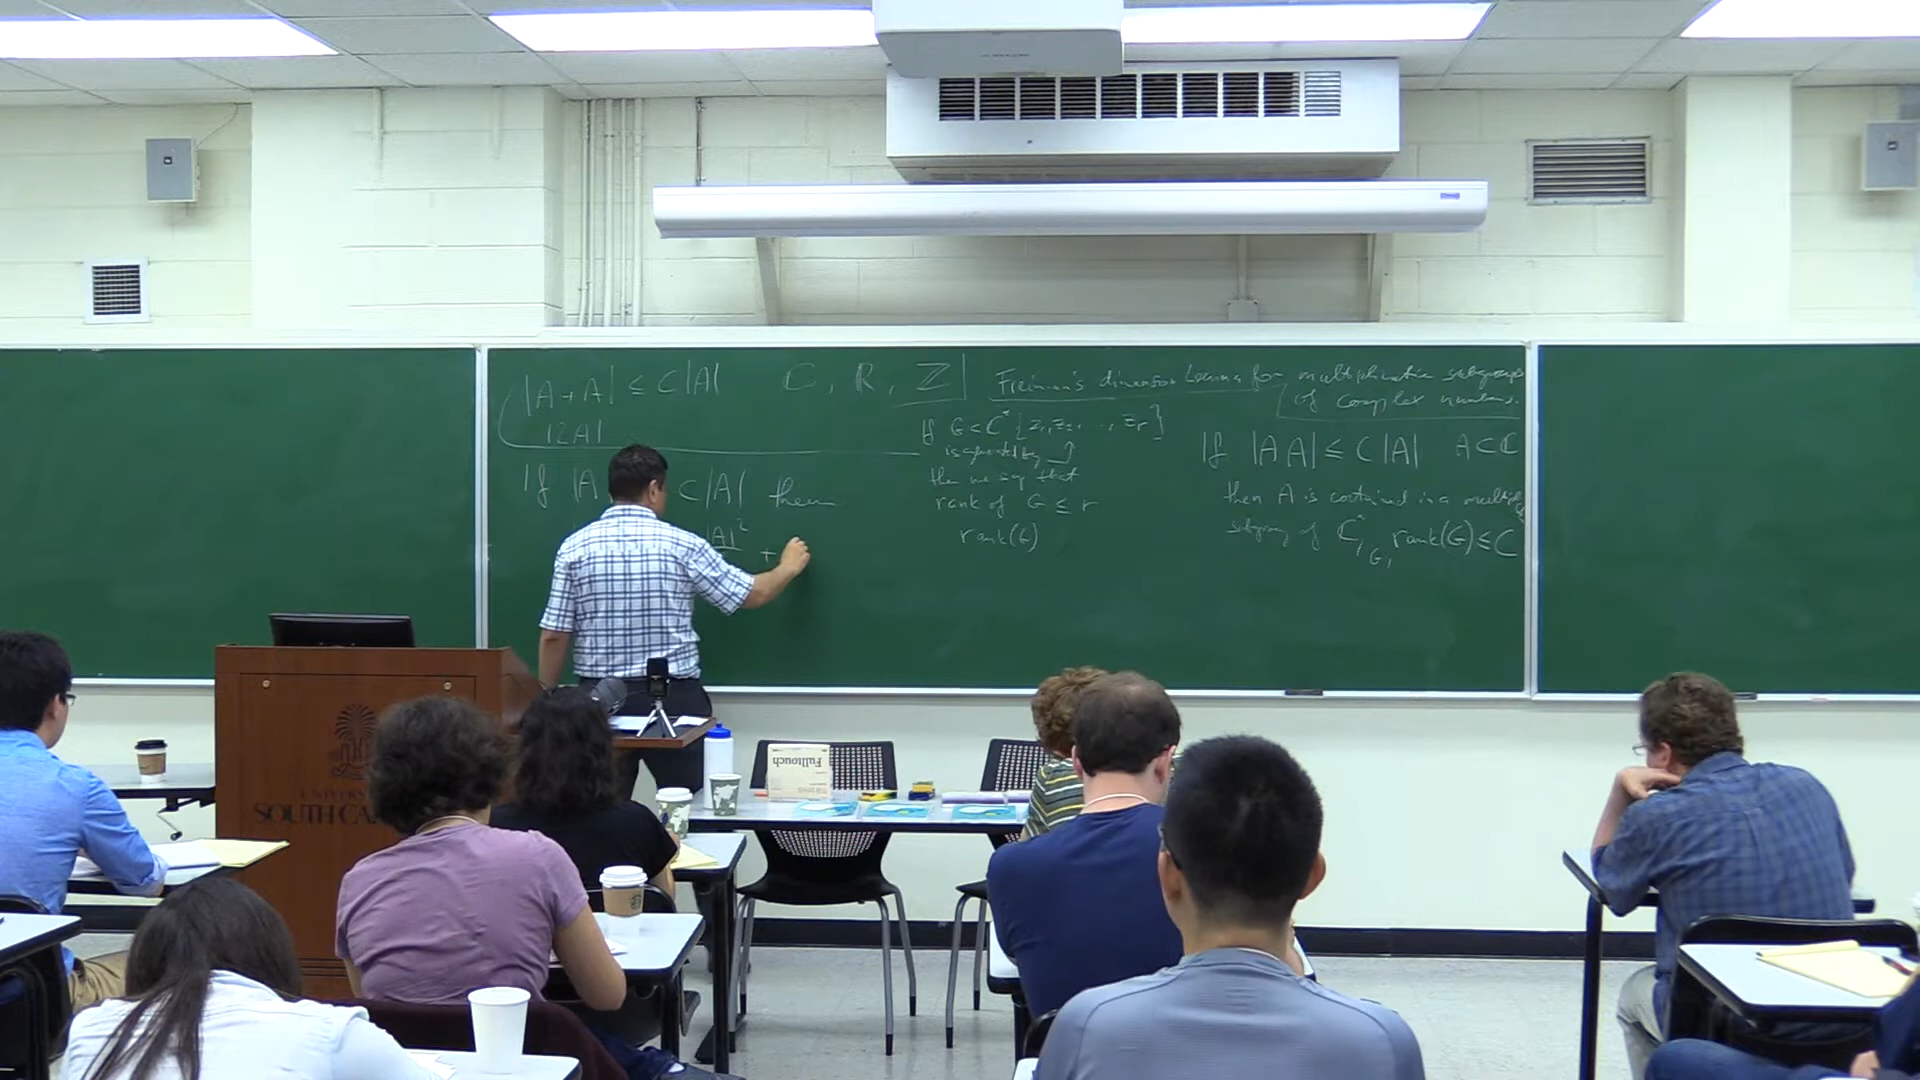 |A+A| ≤ C|A| C, R, Z
|2A|
If |A C|A| then
|A|² +
Freiman's dimension Lemma for multiplicative subgroups
of complex numbers.
If G < C* {z₁, z₂, ..., zᵣ}
is generated by
then we say that
rank of G ≤ r
rank(G)
If |AA| ≤ C|A| A ⊂ C
then A is contained in a
subgroup of C*, G, rank(G) ≤ C
Fulltouch
SOUTH CA